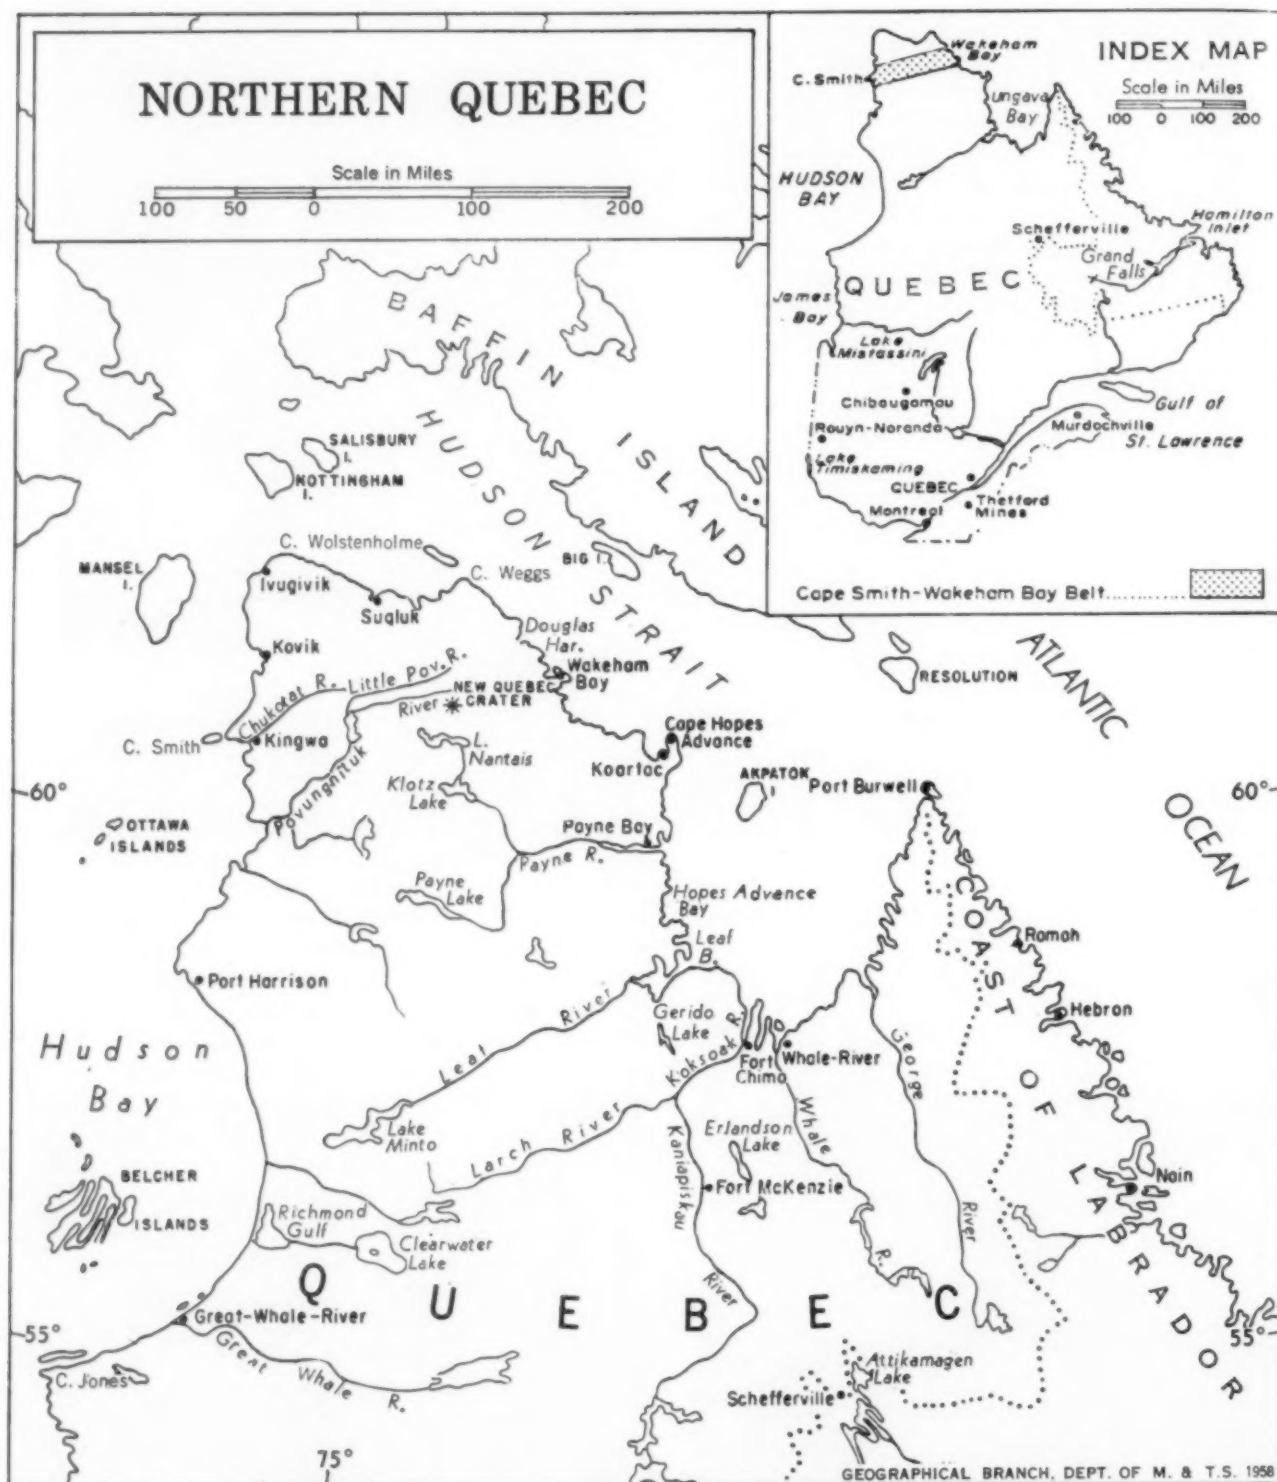 NORTHERN QUEBEC
Scale in Miles
100 50 0 100 200
INDEX MAP
Scale in Miles
100 0 100 200
Wakeham
Bay
C. Smith
Ungava
Bay
HUDSON
BAY
Hamilton
Inlet
Schefferville
Grand
Falls
QUEBEC
James
Bay
Lake
Mistassini
Chibougamau
Gulf of
St. Lawrence
Murdochville
Rouyn-Noranda
Lake
Timiskaming
QUEBEC
Thetford
Mines
Montreal
Cape Smith-Wakeham Bay Belt
BAFFIN ISLAND
HUDSON STRAIT
SALISBURY
I.
NOTTINGHAM
I.
C. Wolstenholme
MANSEL
I.
Ivugivik
C. Weggs
BIG I.
Sugluk
Douglas
Har.
Kovik
Wakeham
Bay
Chukotat R.
Little Pov. R.
NEW QUEBEC
CRATER
River
RESOLUTION
ATLANTIC
OCEAN
C. Smith
Kingwa
Cape Hopes
Advance
L.
Nantais
Koartac
Povungnituk
Klotz
Lake
AKPATOK
I
Port Burwell
60°
60°
OTTAWA
ISLANDS
Payne Bay
Payne R.
Payne
Lake
Hopes Advance
Bay
COAST OF LABRADOR
Ramah
Leaf
B.
Port Harrison
Leaf River
Gerido
Lake
Hebron
Hudson
Bay
Koksoak R.
Fort
Chimo
Whale-River
George
River
Lake
Minto
Larch River
Kaniapiskau
River
Erlandson
Lake
Whale
R.
BELCHER
ISLANDS
Fort McKenzie
Nain
Richmond
Gulf
Clearwater
Lake
QUEBEC
Great-Whale-River
55°
55°
Great Whale R.
C. Jones
Attikamagen
Lake
Schefferville
75°
GEOGRAPHICAL BRANCH, DEPT. OF M. & T.S. 1958